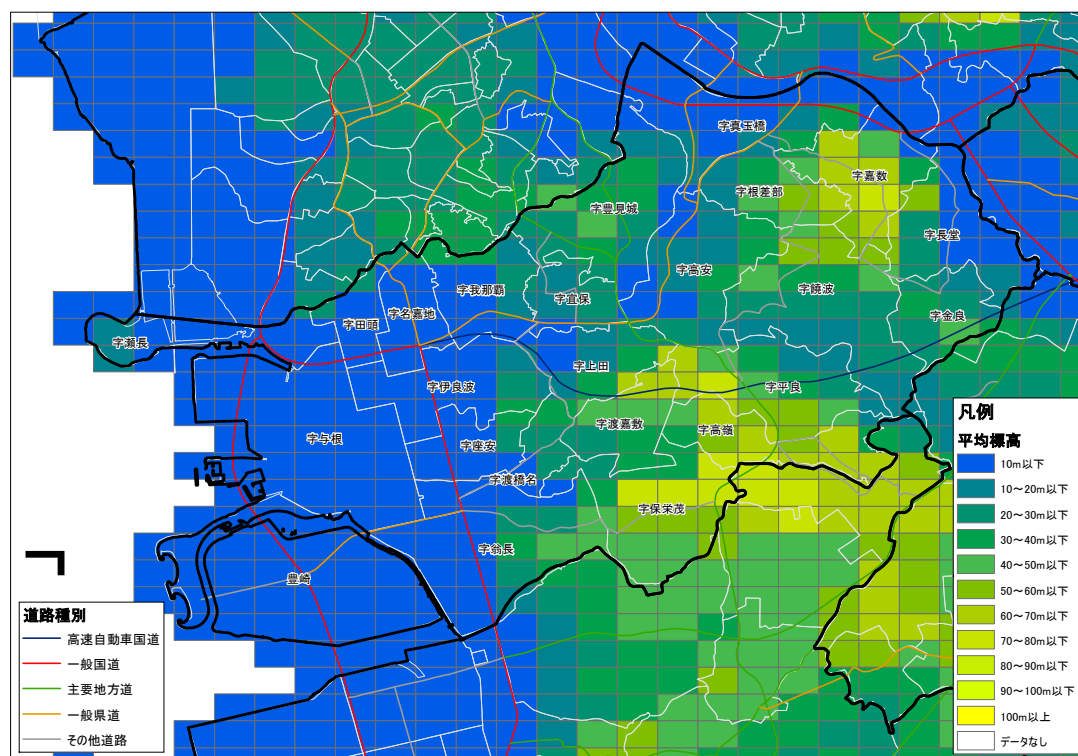 字真玉橋
字嘉数
字根差部
字豊見城
字長堂
字高安
字饒波
字我那覇
字宜保
字名嘉地
字田頭
字金良
字瀬長
字上田
字伊良波
字平良
字渡嘉敷
字高嶺
字与根
字座安
字渡橋名
字保栄茂
字翁長
豊崎
道路種別
高速自動車国道
一般国道
主要地方道
一般県道
その他道路
凡例
平均標高
10m以下
10～20m以下
20～30m以下
30～40m以下
40～50m以下
50～60m以下
60～70m以下
70～80m以下
80～90m以下
90～100m以下
100m以上
データなし